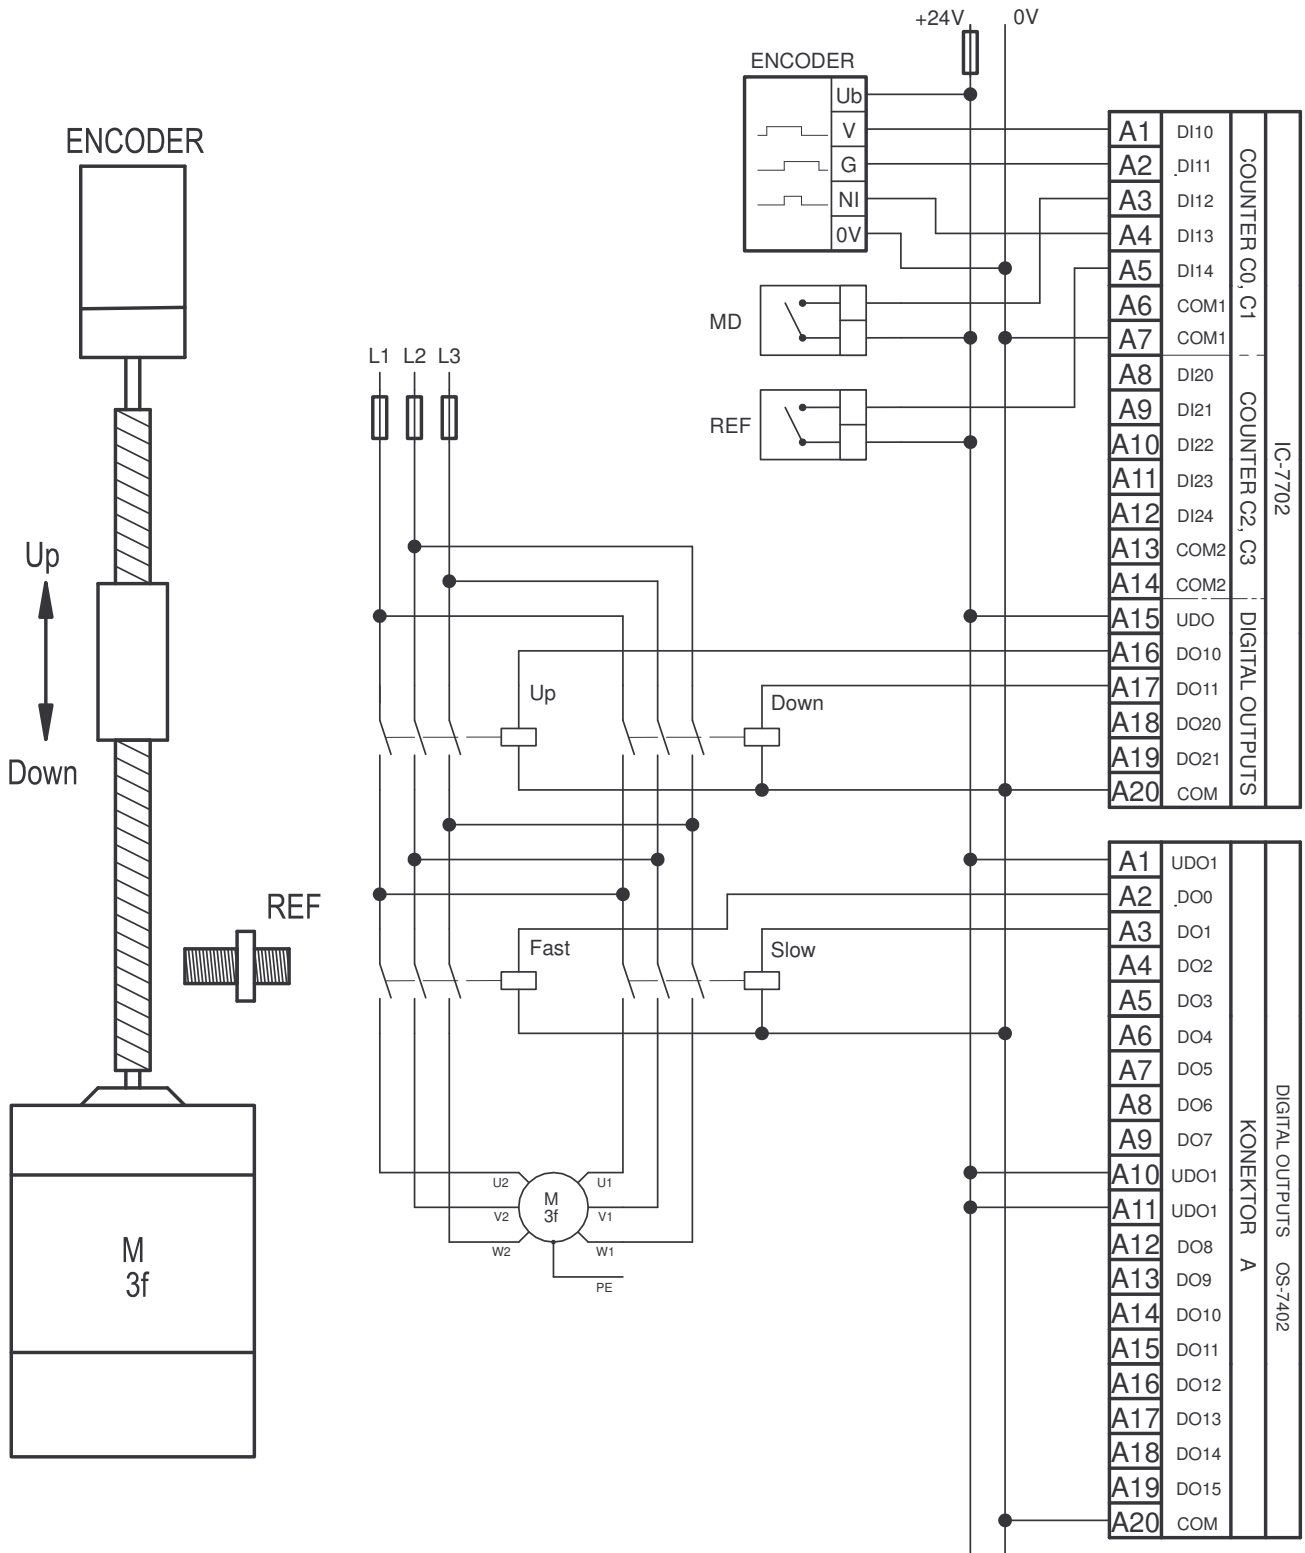 +24V
0V
ENCODER
Ub
V
G
NI
0V
MD
REF
ENCODER
Up
Down
REF
M
3f
L1 L2 L3
Up
Down
Fast
Slow
U2
U1
V2
V1
W2
W1
M
3f
PE
A1 DI10
A2 .DI11
A3 DI12
A4 DI13
A5 DI14
A6 COM1
A7 COM1
A8 DI20
A9 DI21
A10 DI22
A11 DI23
A12 DI24
A13 COM2
A14 COM2
A15 UDO
A16 DO10
A17 DO11
A18 DO20
A19 DO21
A20 COM
COUNTER C0, C1
COUNTER C2, C3
DIGITAL OUTPUTS
IC-7702
A1 UDO1
A2 .DO0
A3 DO1
A4 DO2
A5 DO3
A6 DO4
A7 DO5
A8 DO6
A9 DO7
A10 UDO1
A11 UDO1
A12 DO8
A13 DO9
A14 DO10
A15 DO11
A16 DO12
A17 DO13
A18 DO14
A19 DO15
A20 COM
KONEKTOR A
DIGITAL OUTPUTS OS-7402